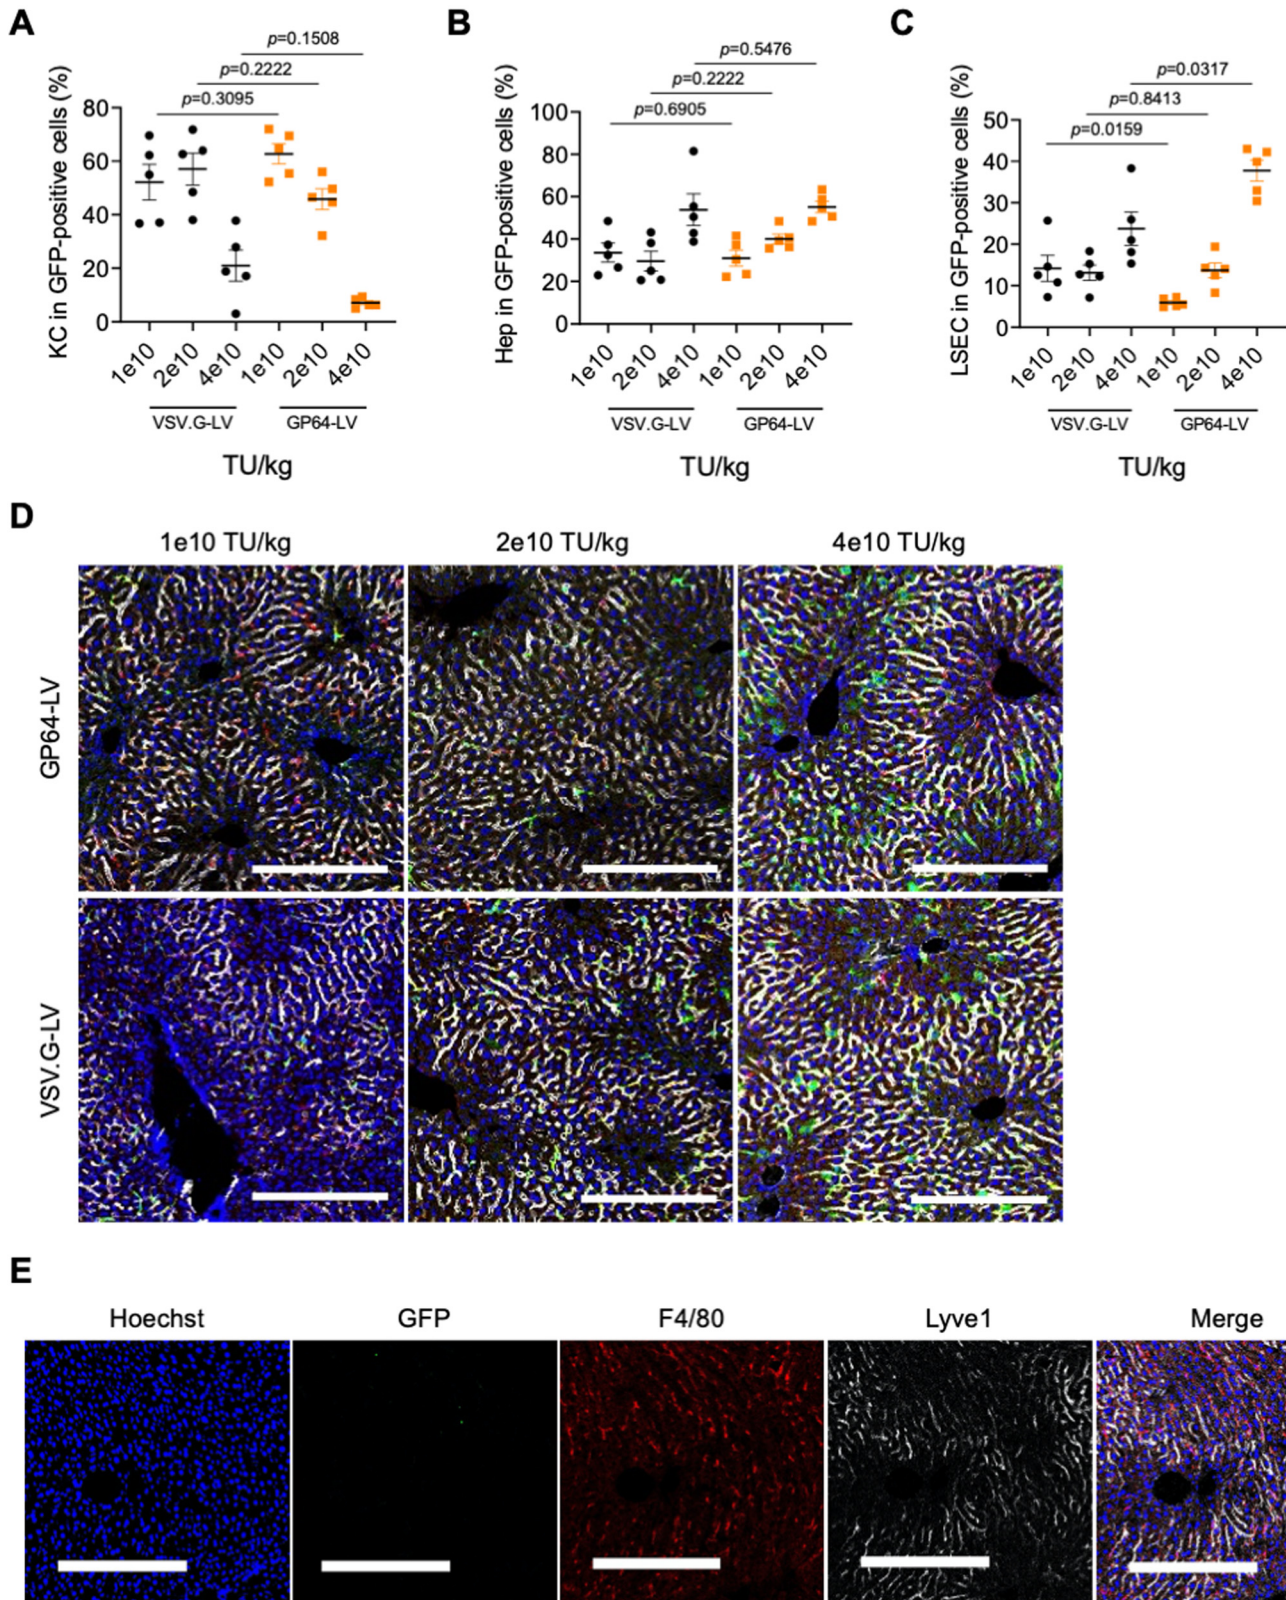 A
B
C
p=0.1508
p=0.2222
p=0.3095
KC in GFP-positive cells (%)
80
60
40
20
0
1e10
2e10
4e10
1e10
2e10
4e10
VSV.G-LV
GP64-LV
TU/kg
p=0.5476
p=0.2222
p=0.6905
Hep in GFP-positive cells (%)
100
80
60
40
20
0
1e10
2e10
4e10
1e10
2e10
4e10
VSV.G-LV
GP64-LV
TU/kg
p=0.0317
p=0.8413
p=0.0159
LSEC in GFP-positive cells (%)
50
40
30
20
10
0
1e10
2e10
4e10
1e10
2e10
4e10
VSV.G-LV
GP64-LV
TU/kg
D
1e10 TU/kg
2e10 TU/kg
4e10 TU/kg
GP64-LV
VSV.G-LV
E
Hoechst
GFP
F4/80
Lyve1
Merge